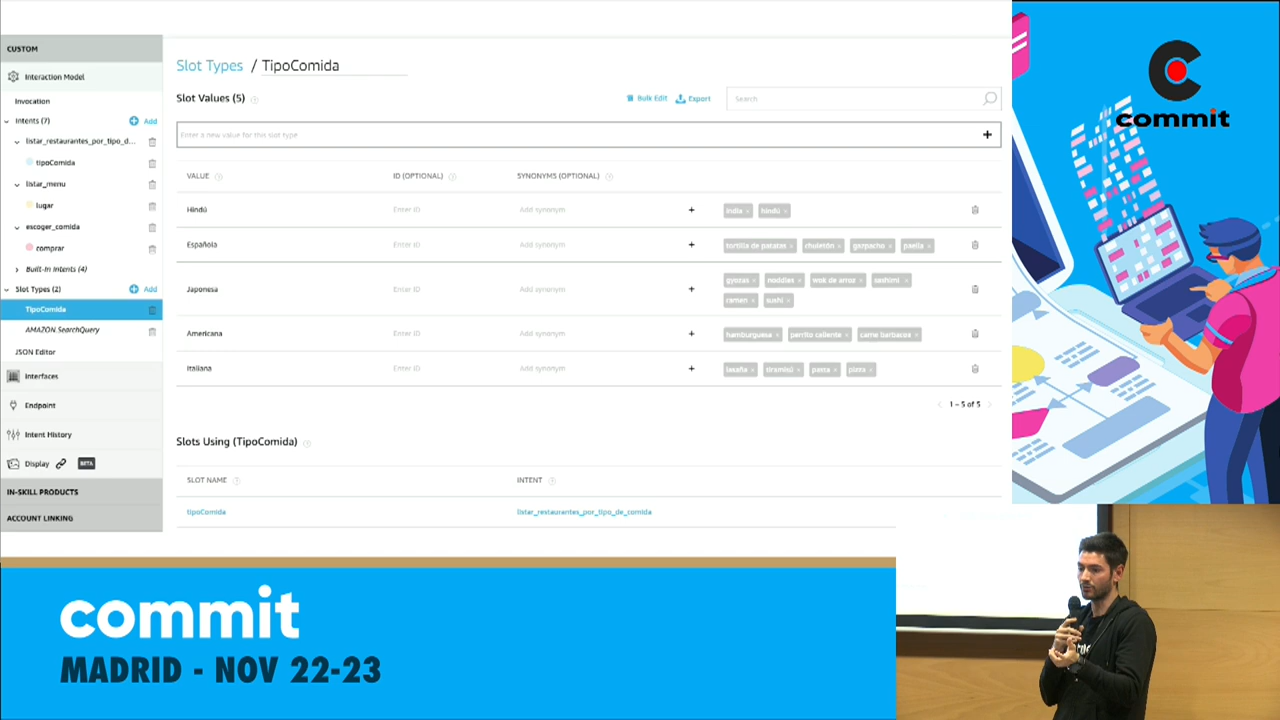 CUSTOM
Interaction Model
Invocation
Intents (7)
Add
listar_restaurantes_por_tipo_d...
tipoComida
listar_menu
lugar
escoger_comida
comprar
Built-In Intents (4)
Slot Types (2)
Add
TipoComida
AMAZON.SearchQuery
JSON Editor
Interfaces
Endpoint
Intent History
Display
BETA
IN-SKILL PRODUCTS
ACCOUNT LINKING
Slot Types / TipoComida
Slot Values (5)
Bulk Edit
Export
Search
Enter a new value for this slot type
VALUE
ID (OPTIONAL)
SYNONYMS (OPTIONAL)
Hindú
Enter ID
Add synonym
india
hindú
Española
Enter ID
Add synonym
tortilla de patatas
chuletón
gazpacho
paella
Japonesa
Enter ID
Add synonym
gyozas
noddles
wok de arroz
sashimi
ramen
sushi
Americana
Enter ID
Add synonym
hamburguesa
perrito caliente
carne barbacoa
Italiana
Enter ID
Add synonym
lasaña
tiramisú
pasta
pizza
1 – 5 of 5
Slots Using (TipoComida)
SLOT NAME
INTENT
tipoComida
listar_restaurantes_por_tipo_de_comida
commit
commit
MADRID - NOV 22-23